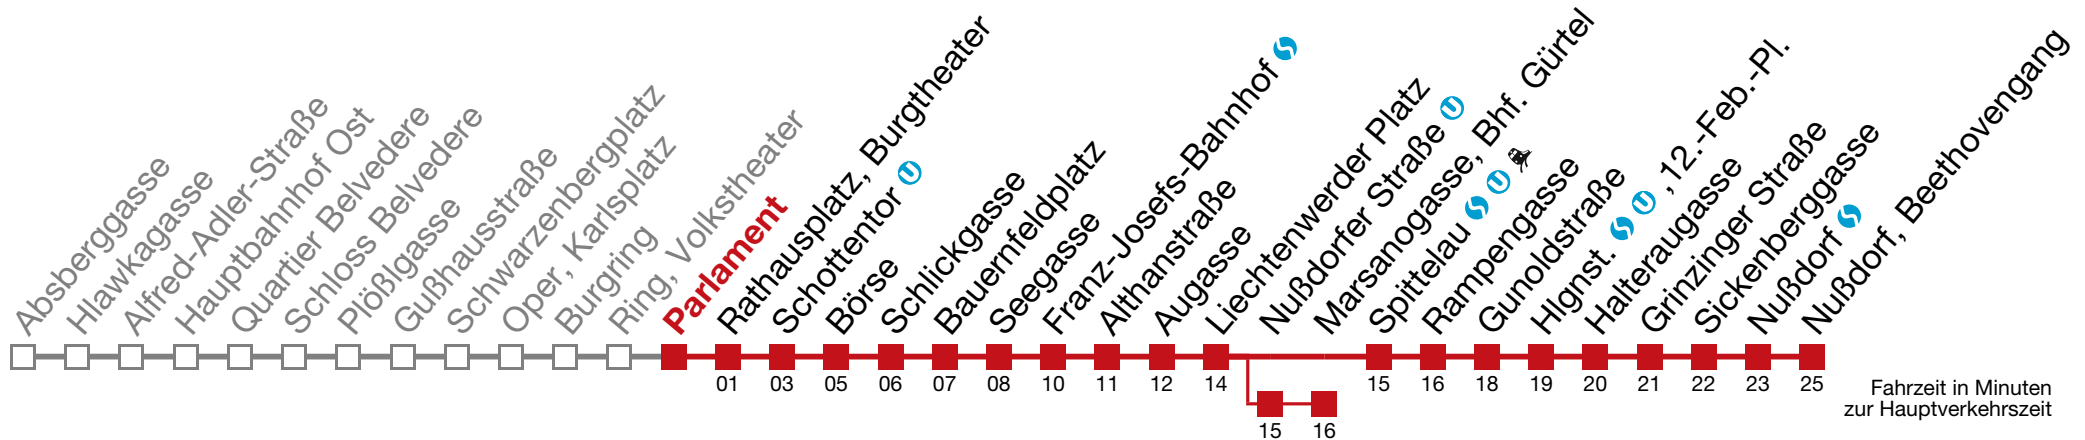 Absberggasse
Hlawkagasse
Alfred-Adler-Straße
Hauptbahnhof Ost
Quartier Belvedere
Schloss Belvedere
Plößlgasse
Gußhausstraße
Schwarzenbergplatz
Oper, Karlsplatz
Burgring
Ring, Volkstheater
Parlament
Rathausplatz, Burgtheater
Schottentor U
Börse
Schlickgasse
Bauernfeldplatz
Seegasse
Franz-Josefs-Bahnhof S
Althanstraße
Augasse
Liechtenwerder Platz
Nußdorfer Straße U
Marsanogasse, Bhf. Gürtel
Spittelau S U
Rampengasse
Gunoldstraße
Hlgnst. S U , 12.-Feb.-Pl.
Halteraugasse
Grinzinger Straße
Sickenberggasse
Nußdorf S
Nußdorf, Beethovengang
01 03 05 06 07 08 10 11 12 14 15 16 18 19 20 21 22 23 25
15 16
Fahrzeit in Minuten
zur Hauptverkehrszeit